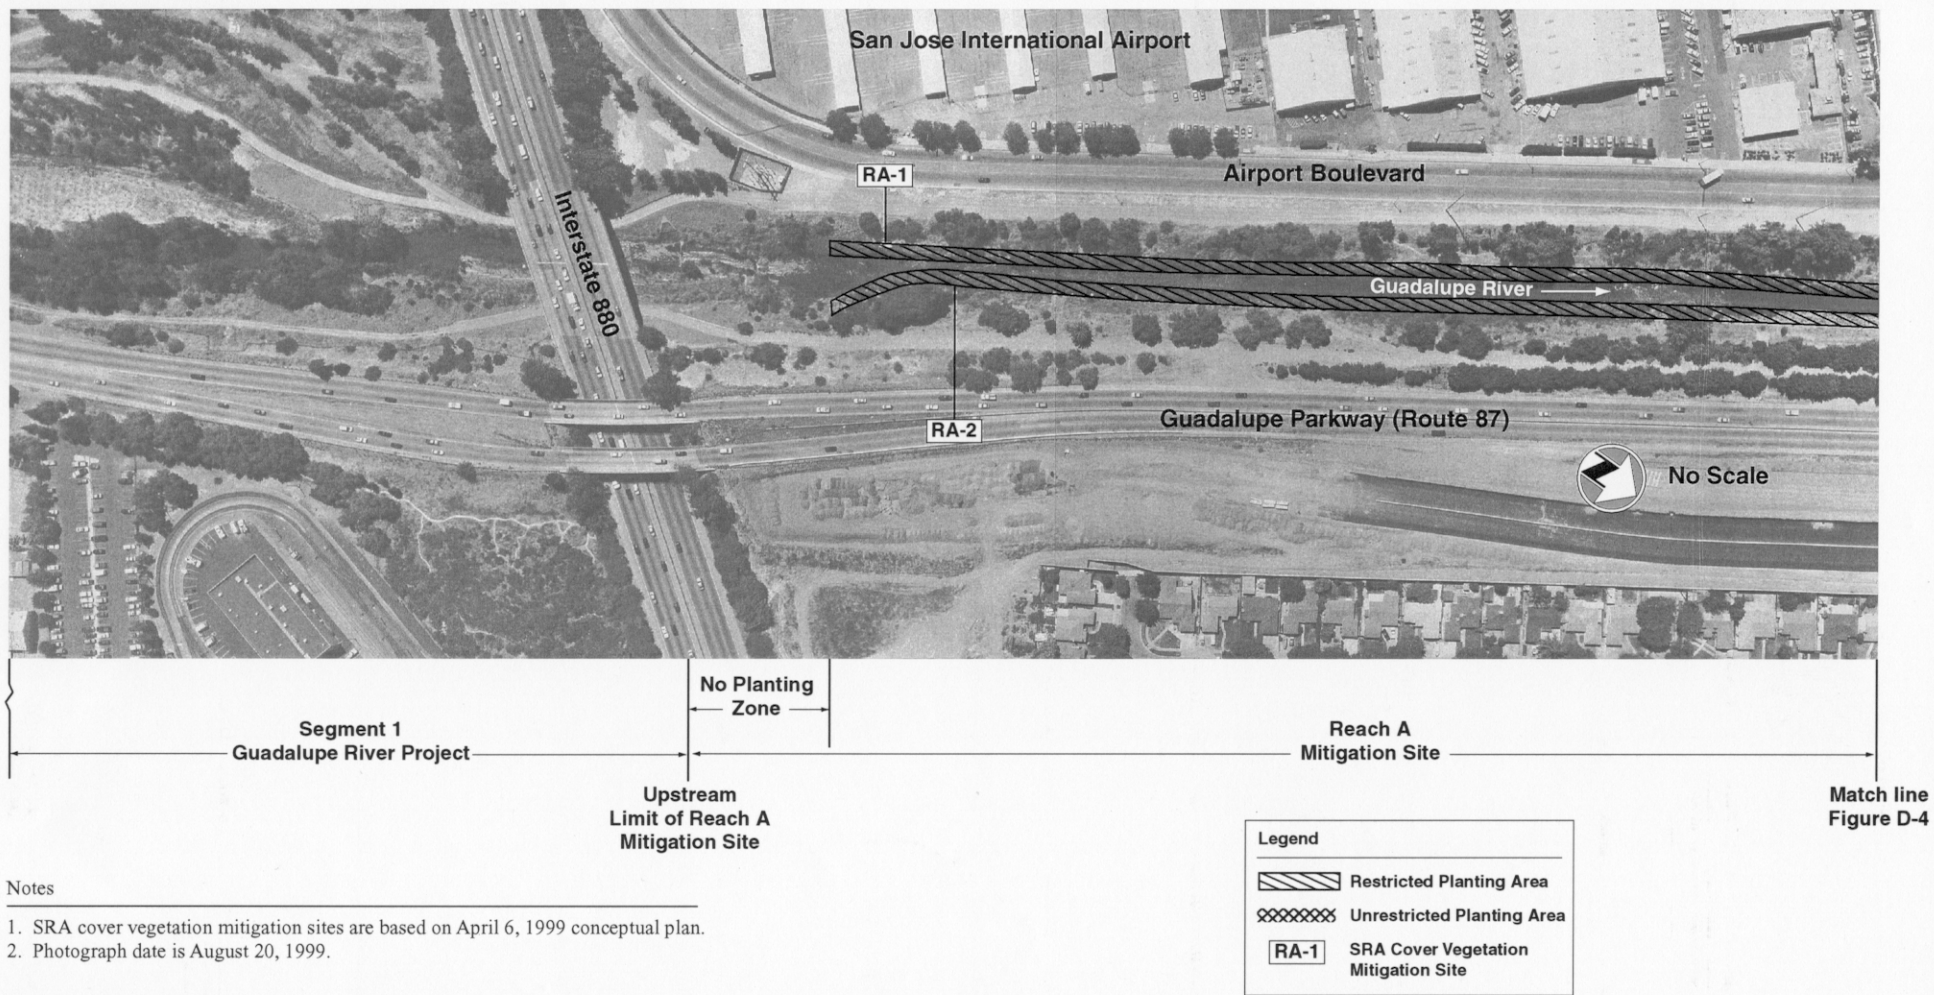 San Jose International Airport
RA-1
Airport Boulevard
Interstate 880
Guadalupe River
RA-2
Guadalupe Parkway (Route 87)
No Scale
No Planting
Zone
Segment 1
Guadalupe River Project
Reach A
Mitigation Site
Upstream
Limit of Reach A
Mitigation Site
Match line
Figure D-4
Legend
Restricted Planting Area
Unrestricted Planting Area
RA-1
SRA Cover Vegetation
Mitigation Site
Notes
1. SRA cover vegetation mitigation sites are based on April 6, 1999 conceptual plan.
2. Photograph date is August 20, 1999.